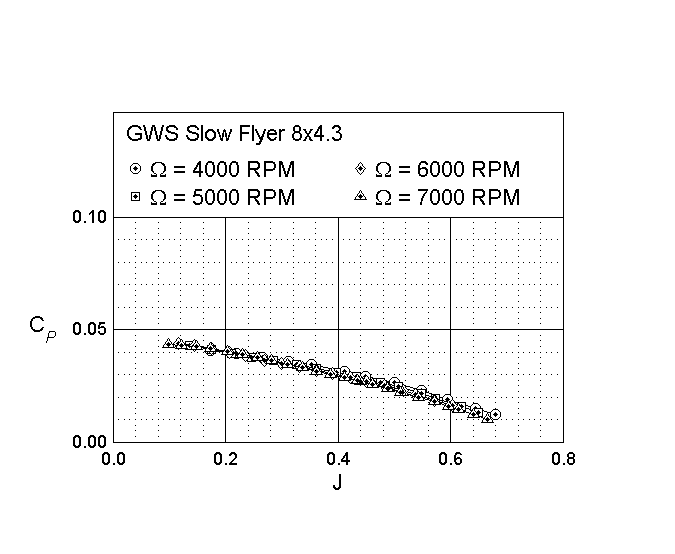 GWS Slow Flyer 8x4.3
Ω = 4000 RPM
Ω = 6000 RPM
Ω = 5000 RPM
Ω = 7000 RPM
0.10
0.05
0.00
C_P
0.0
0.2
0.4
0.6
0.8
J